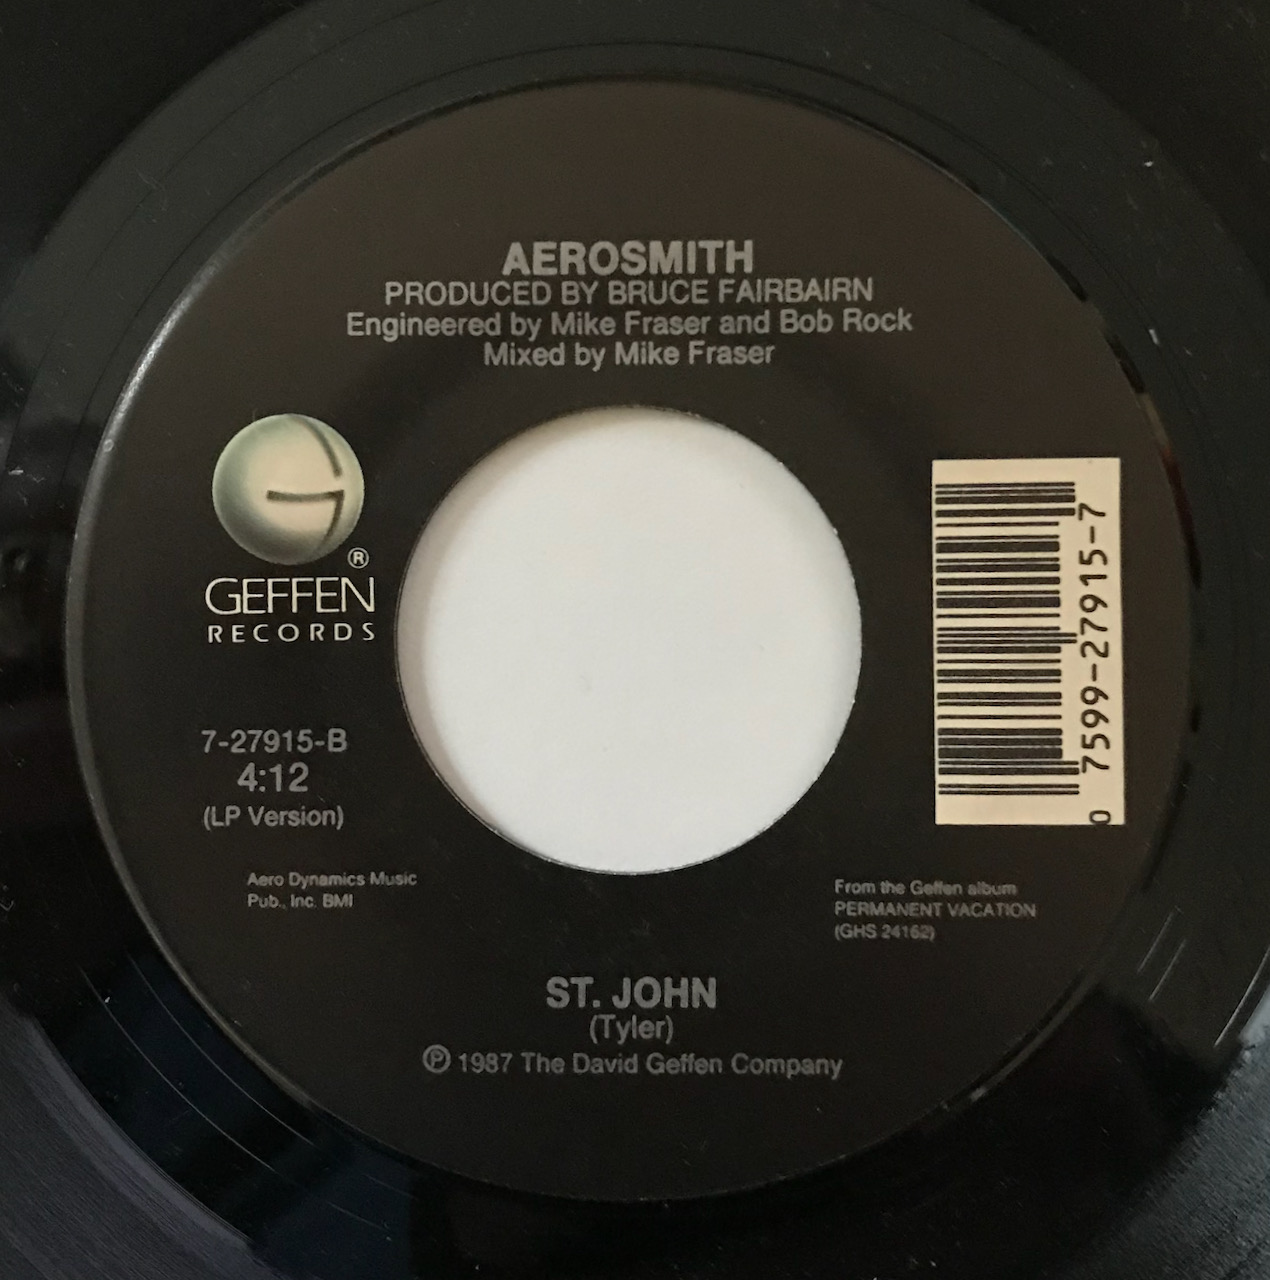 AEROSMITH
PRODUCED BY BRUCE FAIRBAIRN
Engineered by Mike Fraser and Bob Rock
Mixed by Mike Fraser
®
GEFFEN
RECORDS
7-27915-B
4:12
(LP Version)
Aero Dynamics Music
Pub., Inc. BMI
0 7599-27915-7
From the Geffen album
PERMANENT VACATION
(GHS 24162)
ST. JOHN
(Tyler)
℗ 1987 The David Geffen Company